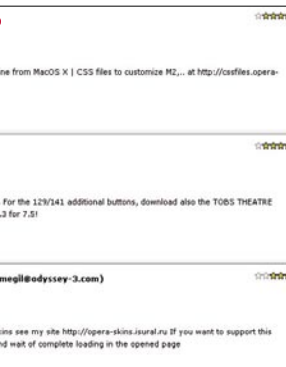 ne from MacOS X | CSS files to customize M2,.. at http://cssfiles.opera-
For the 129/141 additional buttons, download also the TOBS THEATRE
.3 for 7.5!
megil@odyssey-3.com)
ins see my site http://opera-skins.isural.ru If you want to support this
nd wait of complete loading in the opened page